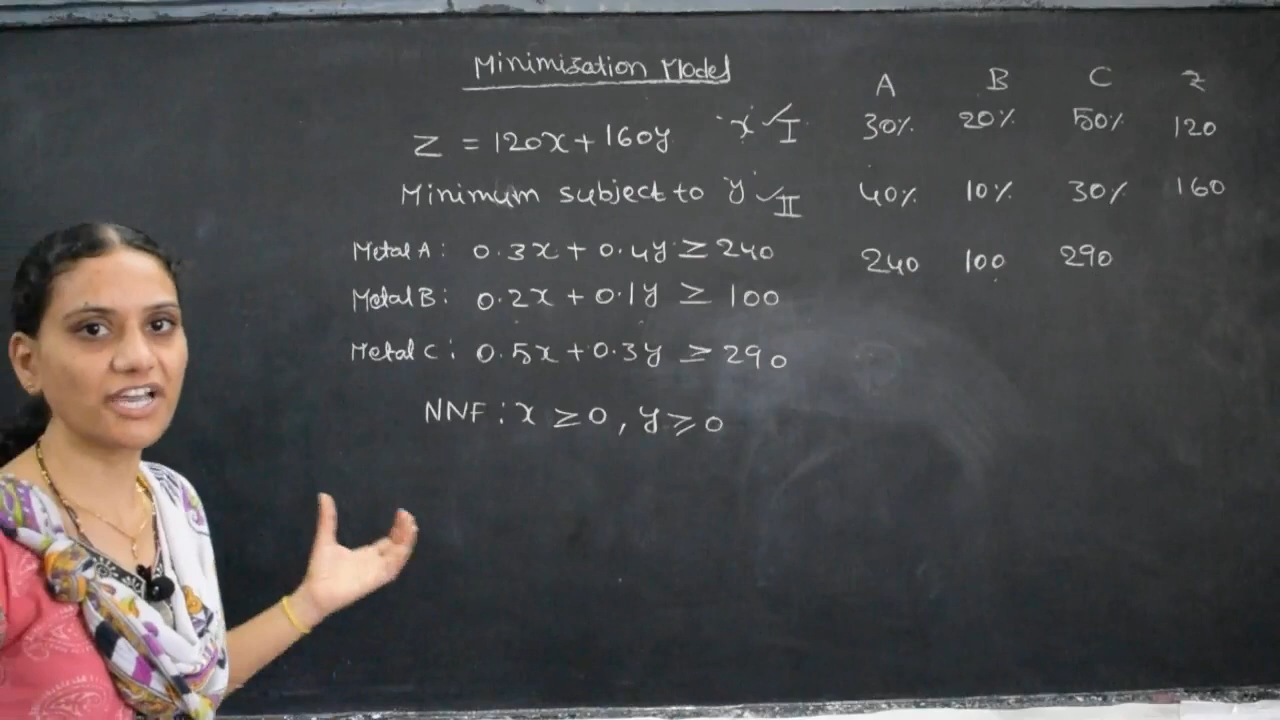 Minimisation Model
Z = 120x + 160y
Minimum subject to
Metal A : 0.3x + 0.4y ≥ 240
Metal B : 0.2x + 0.1y ≥ 100
Metal C : 0.5x + 0.3y ≥ 290
NNF : x ≥ 0 , y ≥ 0
A B C Z
'x' ✓ I 30% 20% 50% 120
'y' ✓ II 40% 10% 30% 160
240 100 290